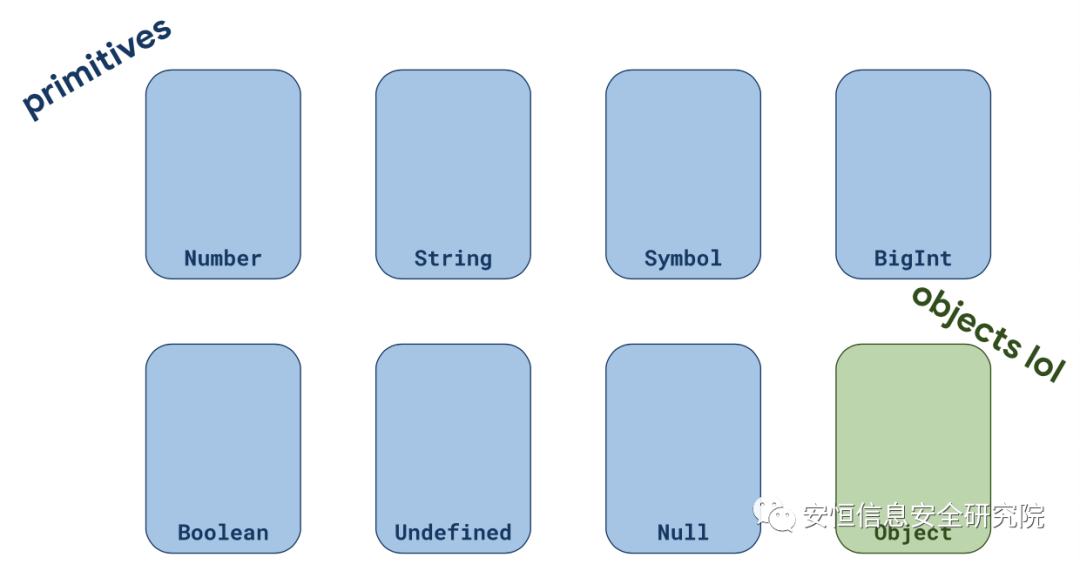 primitives
Number
String
Symbol
BigInt
objects lol
Boolean
Undefined
Null
Object
安恒信息安全研究院